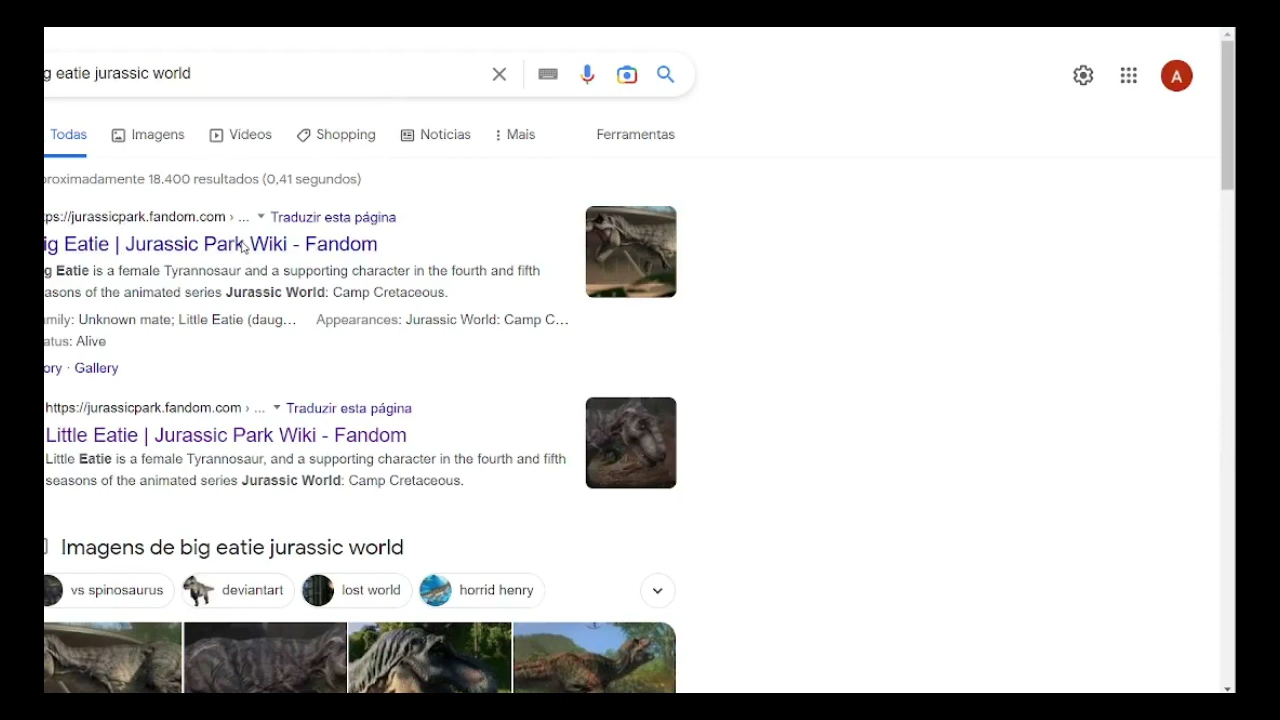 g eatie jurassic world
Todas Imagens Vídeos Shopping Notícias Mais Ferramentas
proximadamente 18.400 resultados (0,41 segundos)
ps://jurassicpark.fandom.com › ... Traduzir esta página
ig Eatie | Jurassic Park Wiki - Fandom
g Eatie is a female Tyrannosaur and a supporting character in the fourth and fifth
easons of the animated series Jurassic World: Camp Cretaceous.
mily: Unknown mate; Little Eatie (daug... Appearances: Jurassic World: Camp C...
atus: Alive
ory · Gallery
https://jurassicpark.fandom.com › ... Traduzir esta página
Little Eatie | Jurassic Park Wiki - Fandom
Little Eatie is a female Tyrannosaur, and a supporting character in the fourth and fifth
seasons of the animated series Jurassic World: Camp Cretaceous.
Imagens de big eatie jurassic world
vs spinosaurus deviantart lost world horrid henry
A